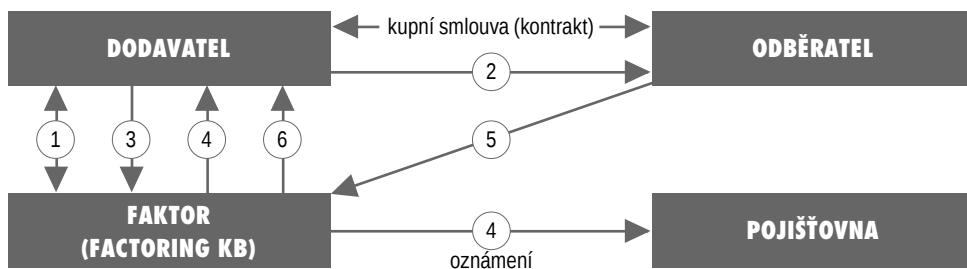 kupní smlouva (kontrakt)
DODAVATEL
ODBĚRATEL
2
1
3
4
6
5
FAKTOR
(FACTORING KB)
4
POJIŠŤOVNA
oznámení